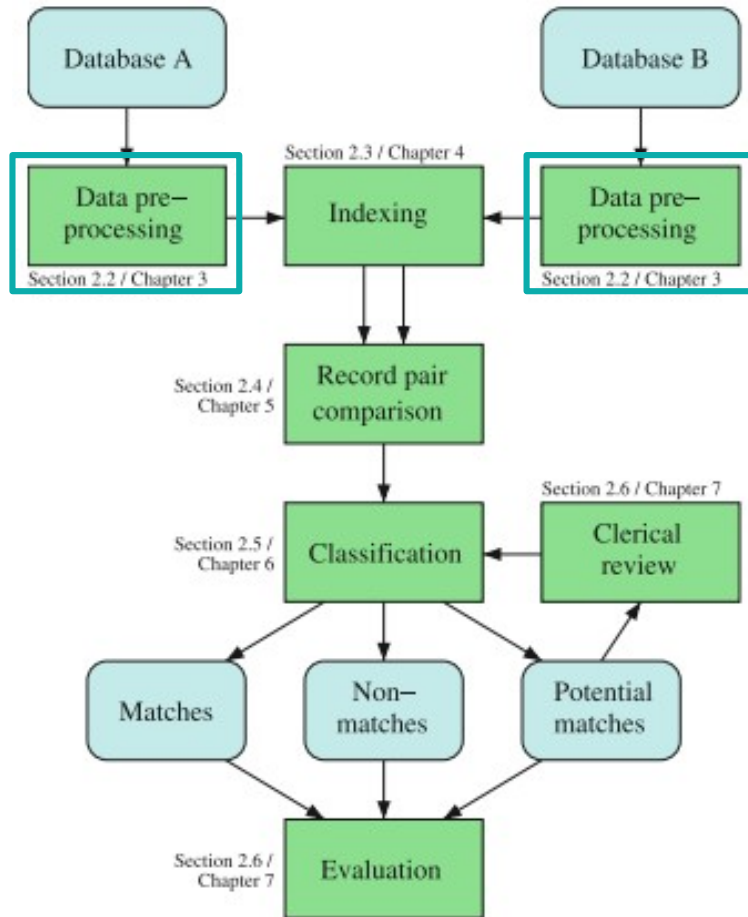 Database A
Database B
Section 2.3 / Chapter 4
Data pre–
processing
Indexing
Data pre–
processing
Section 2.2 / Chapter 3
Section 2.2 / Chapter 3
Section 2.4 /
Chapter 5
Record pair
comparison
Section 2.6 / Chapter 7
Section 2.5 /
Chapter 6
Classification
Clerical
review
Matches
Non–
matches
Potential
matches
Section 2.6 /
Chapter 7
Evaluation